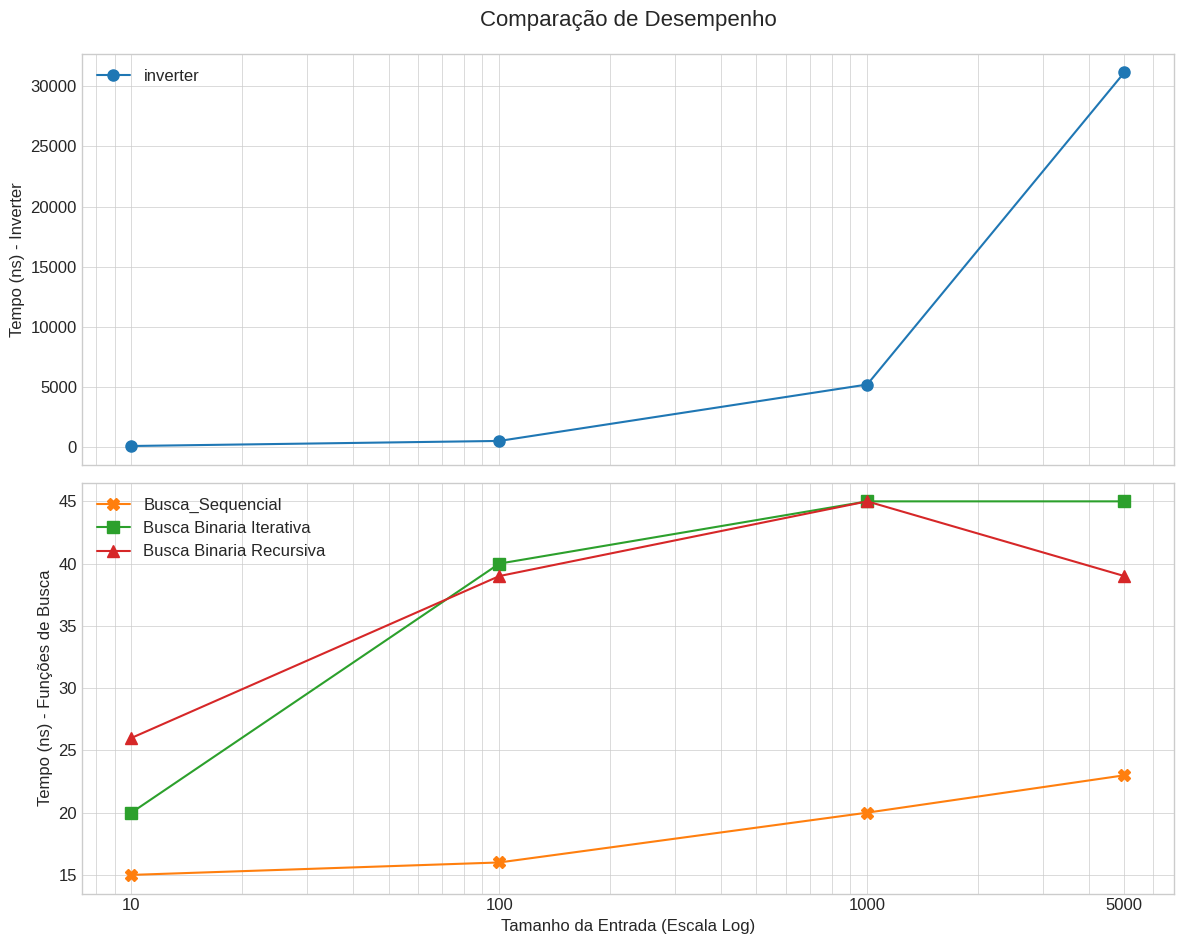 Comparação de Desempenho
inverter
30000
25000
20000
15000
10000
5000
0
Tempo (ns) - Inverter
Busca_Sequencial
Busca Binaria Iterativa
Busca Binaria Recursiva
45
40
35
30
25
20
15
Tempo (ns) - Funções de Busca
10 100 1000 5000
Tamanho da Entrada (Escala Log)